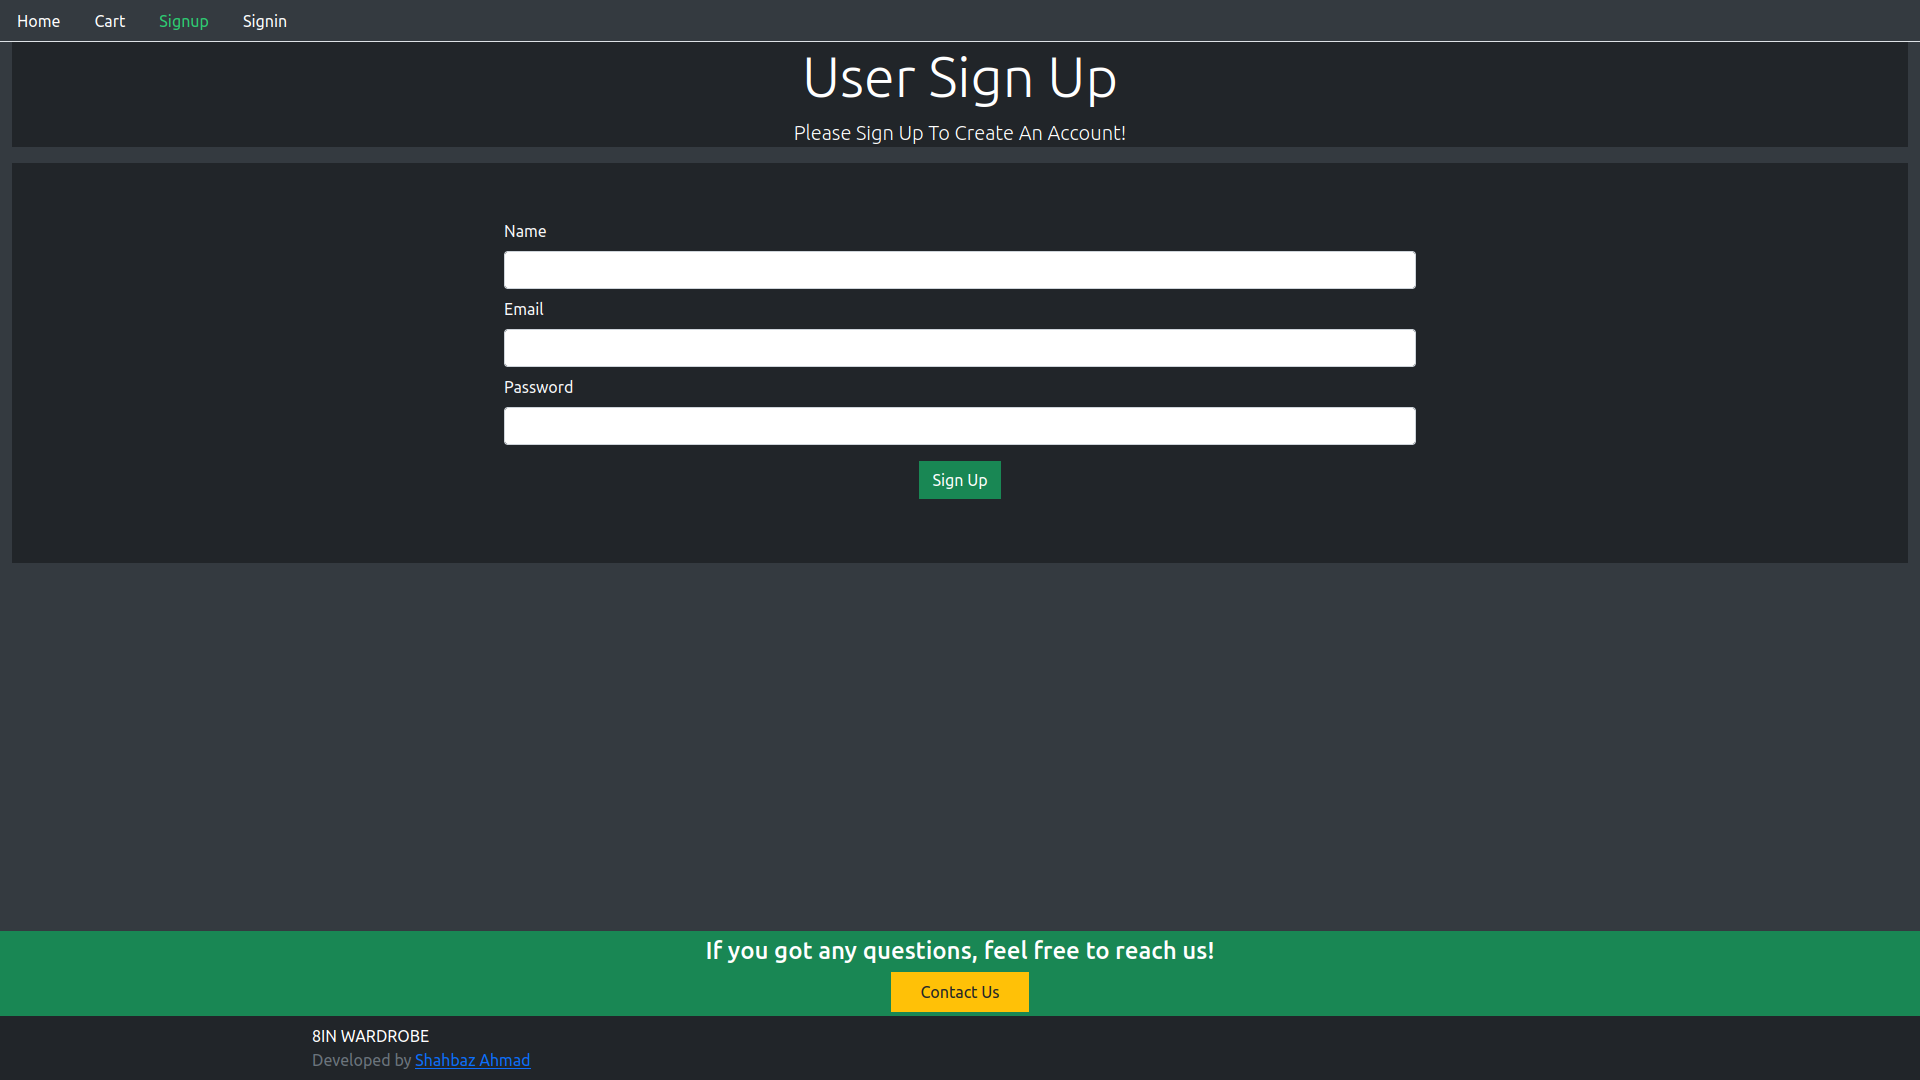 Home Cart Signup Signin
User Sign Up
Please Sign Up To Create An Account!
Name
Email
Password
Sign Up
If you got any questions, feel free to reach us!
Contact Us
8IN WARDROBE
Developed by Shahbaz Ahmad